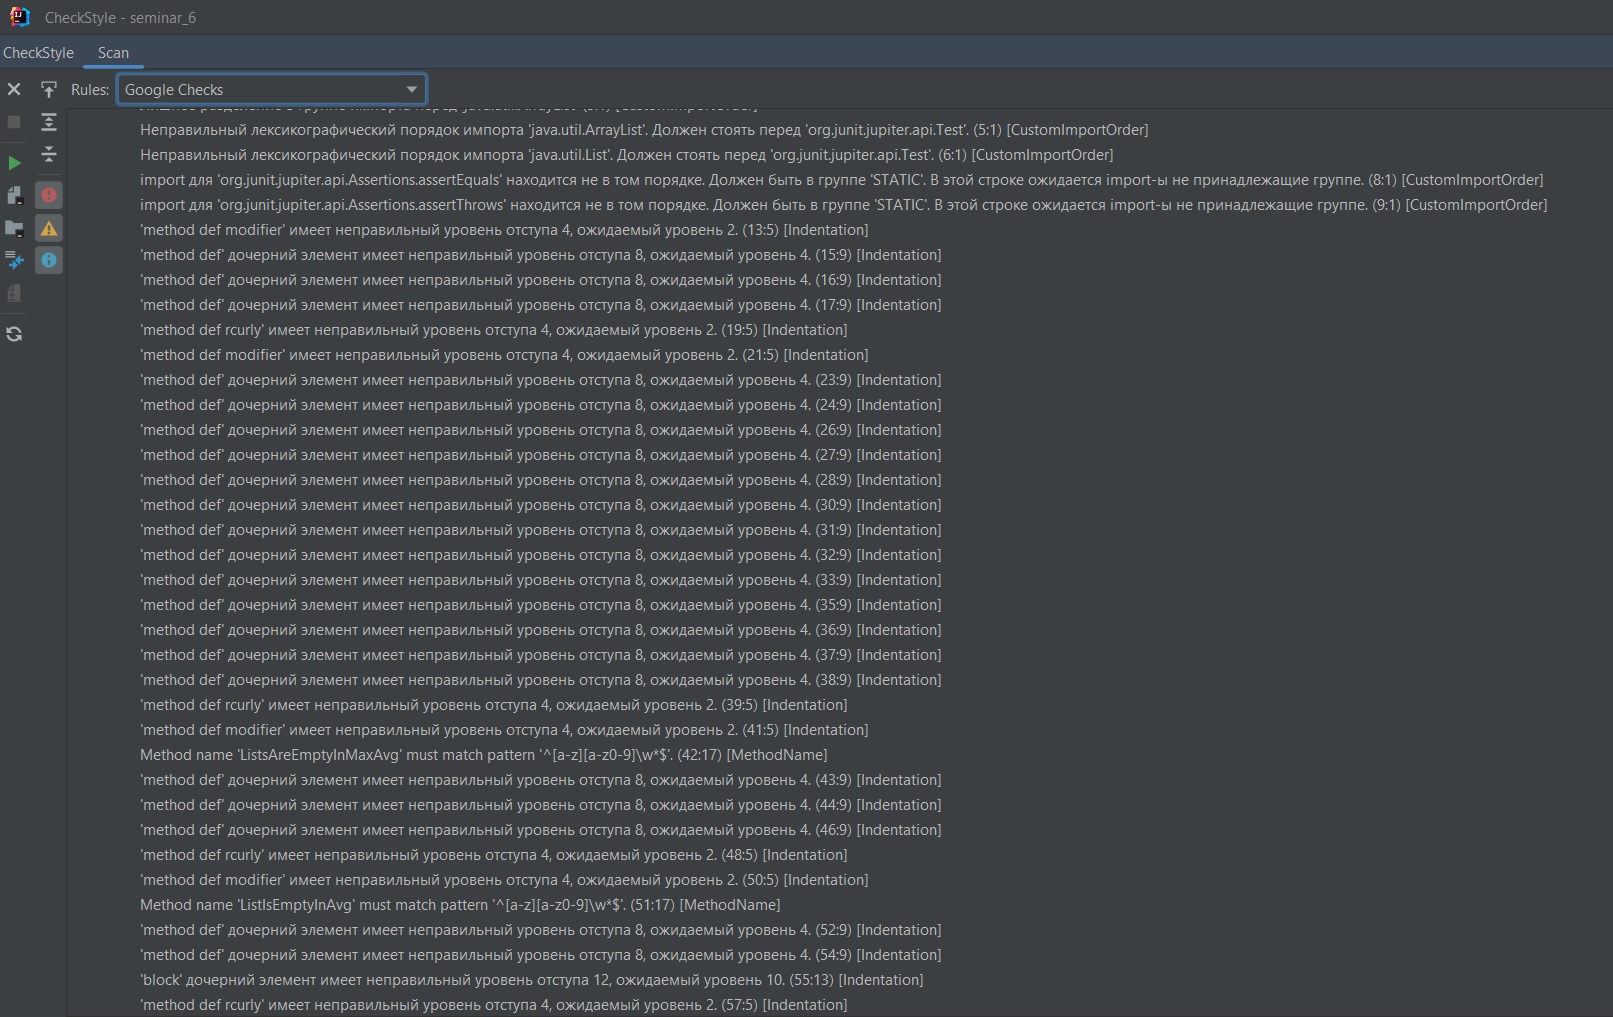 CheckStyle - seminar_6
CheckStyle Scan
Rules: Google Checks
Неправильный лексикографический порядок импорта 'java.util.ArrayList'. Должен стоять перед 'org.junit.jupiter.api.Test'. (5:1) [CustomImportOrder]
Неправильный лексикографический порядок импорта 'java.util.List'. Должен стоять перед 'org.junit.jupiter.api.Test'. (6:1) [CustomImportOrder]
import для 'org.junit.jupiter.api.Assertions.assertEquals' находится не в том порядке. Должен быть в группе 'STATIC'. В этой строке ожидается import-ы не принадлежащие группе. (8:1) [CustomImportOrder]
import для 'org.junit.jupiter.api.Assertions.assertThrows' находится не в том порядке. Должен быть в группе 'STATIC'. В этой строке ожидается import-ы не принадлежащие группе. (9:1) [CustomImportOrder]
'method def modifier' имеет неправильный уровень отступа 4, ожидаемый уровень 2. (13:5) [Indentation]
'method def' дочерний элемент имеет неправильный уровень отступа 8, ожидаемый уровень 4. (15:9) [Indentation]
'method def' дочерний элемент имеет неправильный уровень отступа 8, ожидаемый уровень 4. (16:9) [Indentation]
'method def' дочерний элемент имеет неправильный уровень отступа 8, ожидаемый уровень 4. (17:9) [Indentation]
'method def rcurly' имеет неправильный уровень отступа 4, ожидаемый уровень 2. (19:5) [Indentation]
'method def modifier' имеет неправильный уровень отступа 4, ожидаемый уровень 2. (21:5) [Indentation]
'method def' дочерний элемент имеет неправильный уровень отступа 8, ожидаемый уровень 4. (23:9) [Indentation]
'method def' дочерний элемент имеет неправильный уровень отступа 8, ожидаемый уровень 4. (24:9) [Indentation]
'method def' дочерний элемент имеет неправильный уровень отступа 8, ожидаемый уровень 4. (26:9) [Indentation]
'method def' дочерний элемент имеет неправильный уровень отступа 8, ожидаемый уровень 4. (27:9) [Indentation]
'method def' дочерний элемент имеет неправильный уровень отступа 8, ожидаемый уровень 4. (28:9) [Indentation]
'method def' дочерний элемент имеет неправильный уровень отступа 8, ожидаемый уровень 4. (30:9) [Indentation]
'method def' дочерний элемент имеет неправильный уровень отступа 8, ожидаемый уровень 4. (31:9) [Indentation]
'method def' дочерний элемент имеет неправильный уровень отступа 8, ожидаемый уровень 4. (32:9) [Indentation]
'method def' дочерний элемент имеет неправильный уровень отступа 8, ожидаемый уровень 4. (33:9) [Indentation]
'method def' дочерний элемент имеет неправильный уровень отступа 8, ожидаемый уровень 4. (35:9) [Indentation]
'method def' дочерний элемент имеет неправильный уровень отступа 8, ожидаемый уровень 4. (36:9) [Indentation]
'method def' дочерний элемент имеет неправильный уровень отступа 8, ожидаемый уровень 4. (37:9) [Indentation]
'method def' дочерний элемент имеет неправильный уровень отступа 8, ожидаемый уровень 4. (38:9) [Indentation]
'method def rcurly' имеет неправильный уровень отступа 4, ожидаемый уровень 2. (39:5) [Indentation]
'method def modifier' имеет неправильный уровень отступа 4, ожидаемый уровень 2. (41:5) [Indentation]
Method name 'ListsAreEmptyInMaxAvg' must match pattern '^[a-z][a-z0-9]\w*$'. (42:17) [MethodName]
'method def' дочерний элемент имеет неправильный уровень отступа 8, ожидаемый уровень 4. (43:9) [Indentation]
'method def' дочерний элемент имеет неправильный уровень отступа 8, ожидаемый уровень 4. (44:9) [Indentation]
'method def' дочерний элемент имеет неправильный уровень отступа 8, ожидаемый уровень 4. (46:9) [Indentation]
'method def rcurly' имеет неправильный уровень отступа 4, ожидаемый уровень 2. (48:5) [Indentation]
'method def modifier' имеет неправильный уровень отступа 4, ожидаемый уровень 2. (50:5) [Indentation]
Method name 'ListIsEmptyInAvg' must match pattern '^[a-z][a-z0-9]\w*$'. (51:17) [MethodName]
'method def' дочерний элемент имеет неправильный уровень отступа 8, ожидаемый уровень 4. (52:9) [Indentation]
'method def' дочерний элемент имеет неправильный уровень отступа 8, ожидаемый уровень 4. (54:9) [Indentation]
'block' дочерний элемент имеет неправильный уровень отступа 12, ожидаемый уровень 10. (55:13) [Indentation]
'method def rcurly' имеет неправильный уровень отступа 4, ожидаемый уровень 2. (57:5) [Indentation]